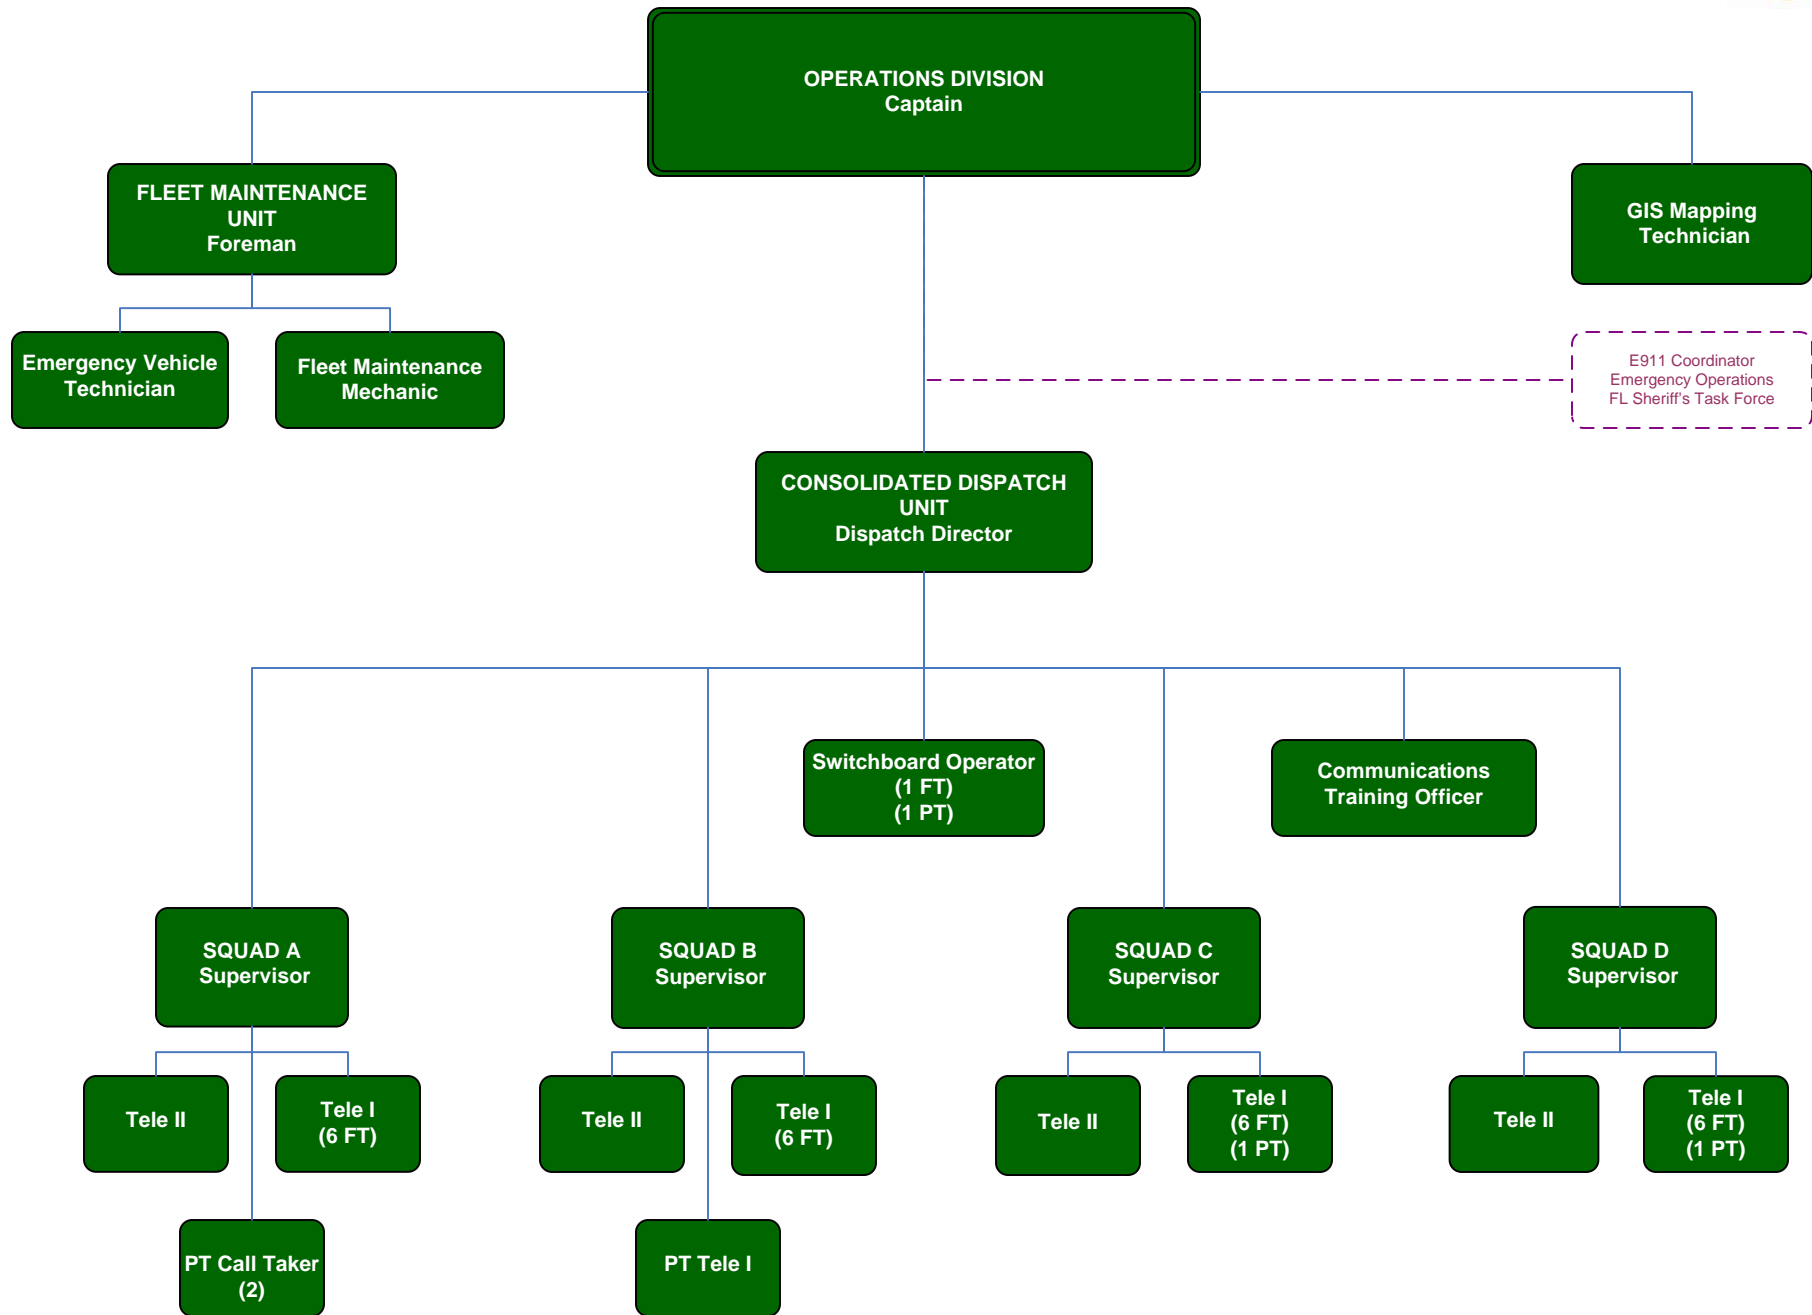 OPERATIONS DIVISION
Captain
FLEET MAINTENANCE
UNIT
Foreman
GIS Mapping
Technician
Emergency Vehicle
Technician
Fleet Maintenance
Mechanic
E911 Coordinator
Emergency Operations
FL Sheriff's Task Force
CONSOLIDATED DISPATCH
UNIT
Dispatch Director
Switchboard Operator
(1 FT)
(1 PT)
Communications
Training Officer
SQUAD A
Supervisor
SQUAD B
Supervisor
SQUAD C
Supervisor
SQUAD D
Supervisor
Tele II
Tele I
(6 FT)
Tele II
Tele I
(6 FT)
Tele II
Tele I
(6 FT)
(1 PT)
Tele II
Tele I
(6 FT)
(1 PT)
PT Call Taker
(2)
PT Tele I